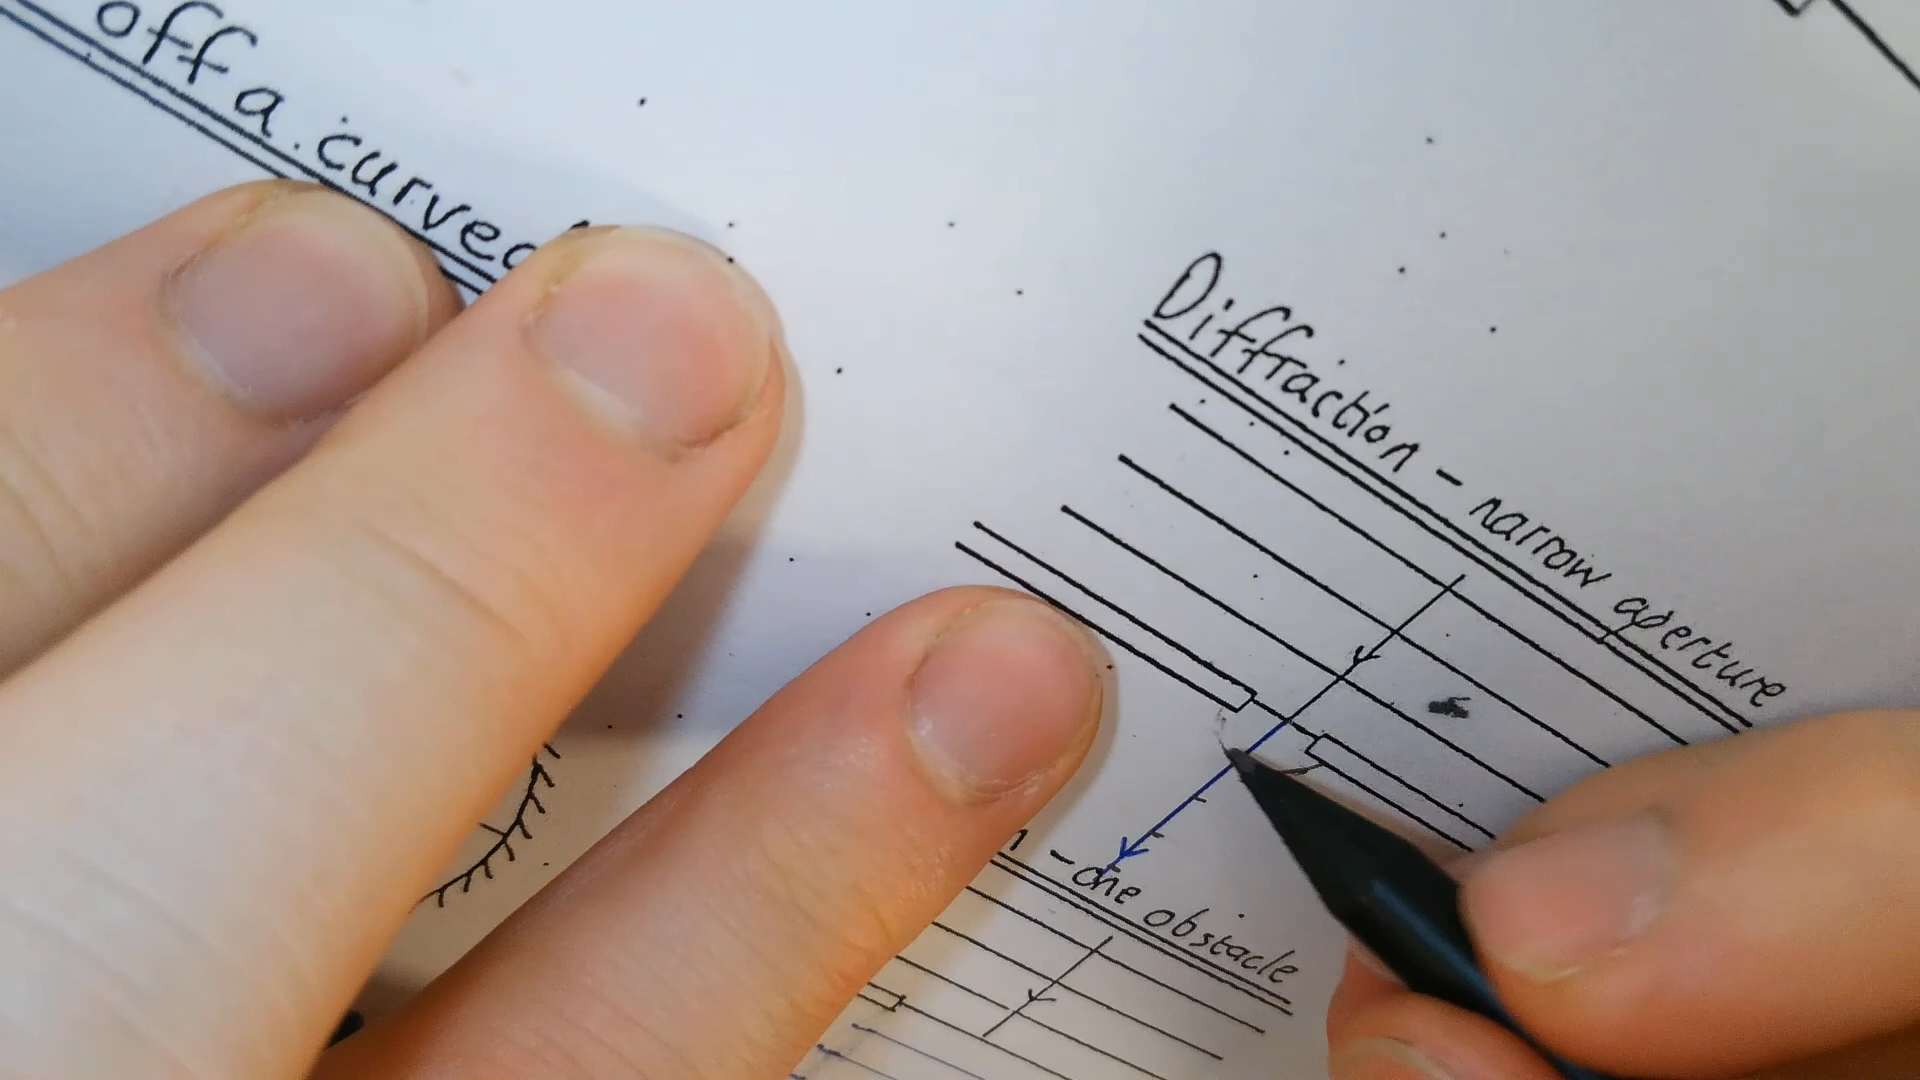 off a curved
Diffraction – narrow aperture
– one obstacle